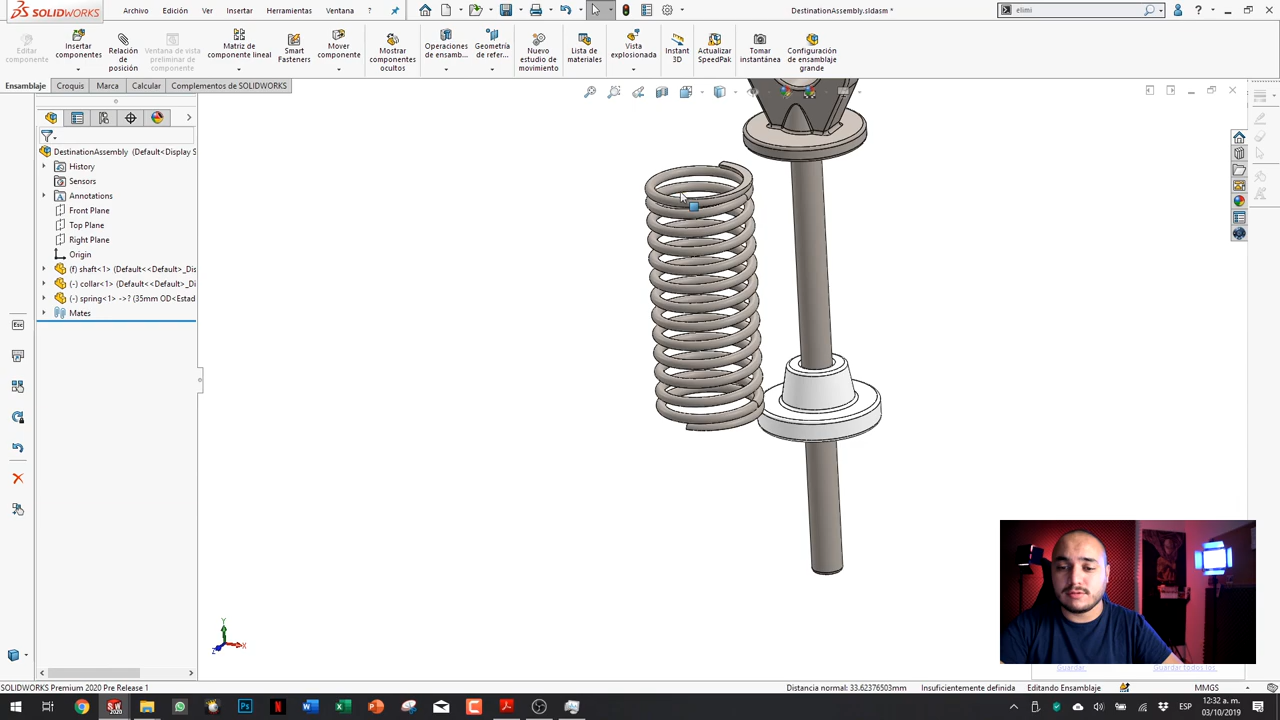 SOLIDWORKS
Archivo Edición Ver Insertar Herramientas Ventana
DestinationAssembly.sldasm *
elimi
Editar componente
Insertar componentes
Relación de posición
Ventana de vista preliminar de componente
Matriz de componente lineal
Smart Fasteners
Mover componente
Mostrar componentes ocultos
Operaciones de ensamb...
Geometría de refer...
Nuevo estudio de movimiento
Lista de materiales
Vista explosionada
Instant 3D
Actualizar SpeedPak
Tomar instantánea
Configuración de ensamblaje grande
Ensamblaje Croquis Marca Calcular Complementos de SOLIDWORKS
DestinationAssembly (Default<Display S
History
Sensors
Annotations
Front Plane
Top Plane
Right Plane
Origin
(f) shaft<1> (Default<<Default>_Di
(-) collar<1> (Default<<Default>_Di
(-) spring<1> ->? (35mm OD<Estad
Mates
Esc
Y
X
Z
Guardar
Guardar todos los
SOLIDWORKS Premium 2020 Pre Release 1
Distancia normal: 33.62376503mm Insuficientemente definida Editando Ensamblaje MMGS
ESP
12:32 a. m.
03/10/2019